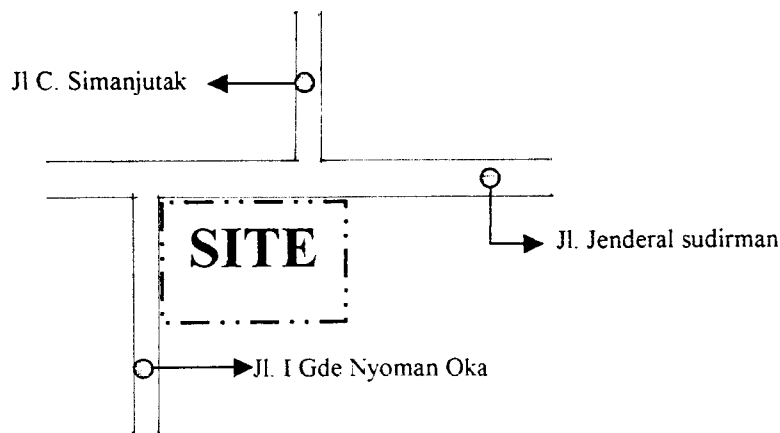 Jl C. Simanjutak
SITE
Jl. Jenderal sudirman
Jl. I Gde Nyoman Oka